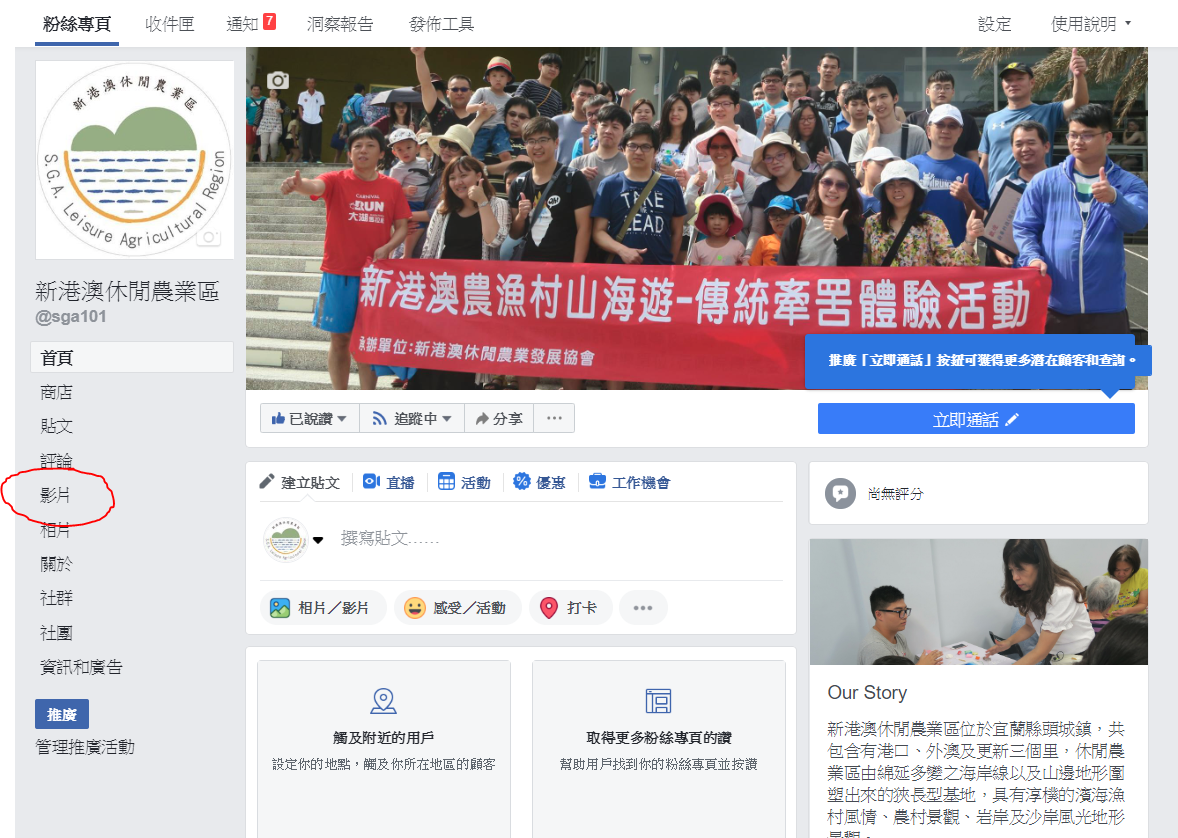 粉絲專頁 收件匣 通知 7 洞察報告 發佈工具 設定 使用說明
新港澳休閒農業區
S.G.A. Leisure Agricultural Region
新港澳休閒農業區
@sga101
首頁
商店
貼文
評論
影片
相片
關於
社群
社團
資訊和廣告
推廣
管理推廣活動
CARNIVAL
RUN
大湖
TAKE
LEAD
新港澳農漁村山海遊-傳統牽罟體驗活動
承辦單位:新港澳休閒農業發展協會
推廣「立即通話」按鈕可獲得更多潛在顧客和查詢。
已說讚 追蹤中 分享 ...
立即通話
建立貼文 直播 活動 優惠 工作機會
撰寫貼文......
相片／影片 感受／活動 打卡
觸及附近的用戶
設定你的地點，觸及你所在地區的顧客
取得更多粉絲專頁的讚
幫助用戶找到你的粉絲專頁並按讚
尚無評分
Our Story
新港澳休閒農業區位於宜蘭縣頭城鎮，共
包含有港口、外澳及更新三個里，休閒農
業區由綿延多變之海岸線以及山邊地形圍
塑出來的狹長型基地，具有淳樸的濱海漁
村風情、農村景觀、岩岸及沙岸風光地形
景觀。